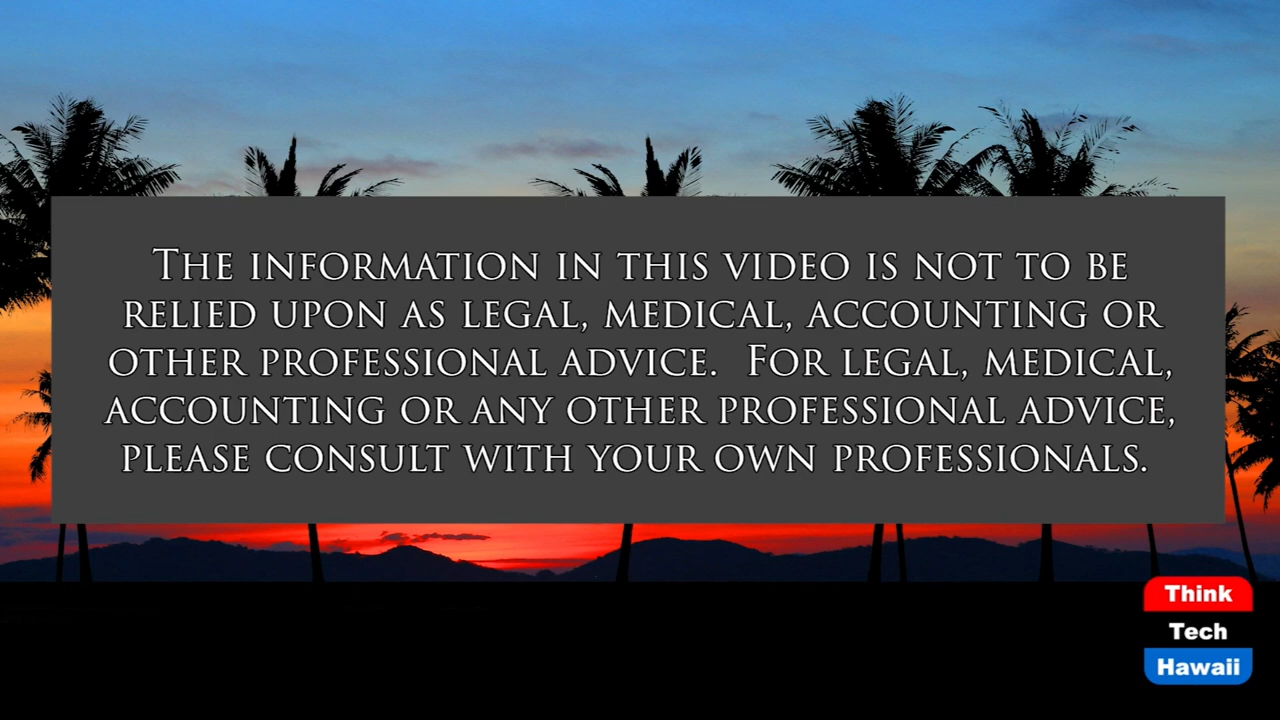 The information in this video is not to be
relied upon as legal, medical, accounting or
other professional advice.  For legal, medical,
accounting or any other professional advice,
please consult with your own professionals.
Think
Tech
Hawaii